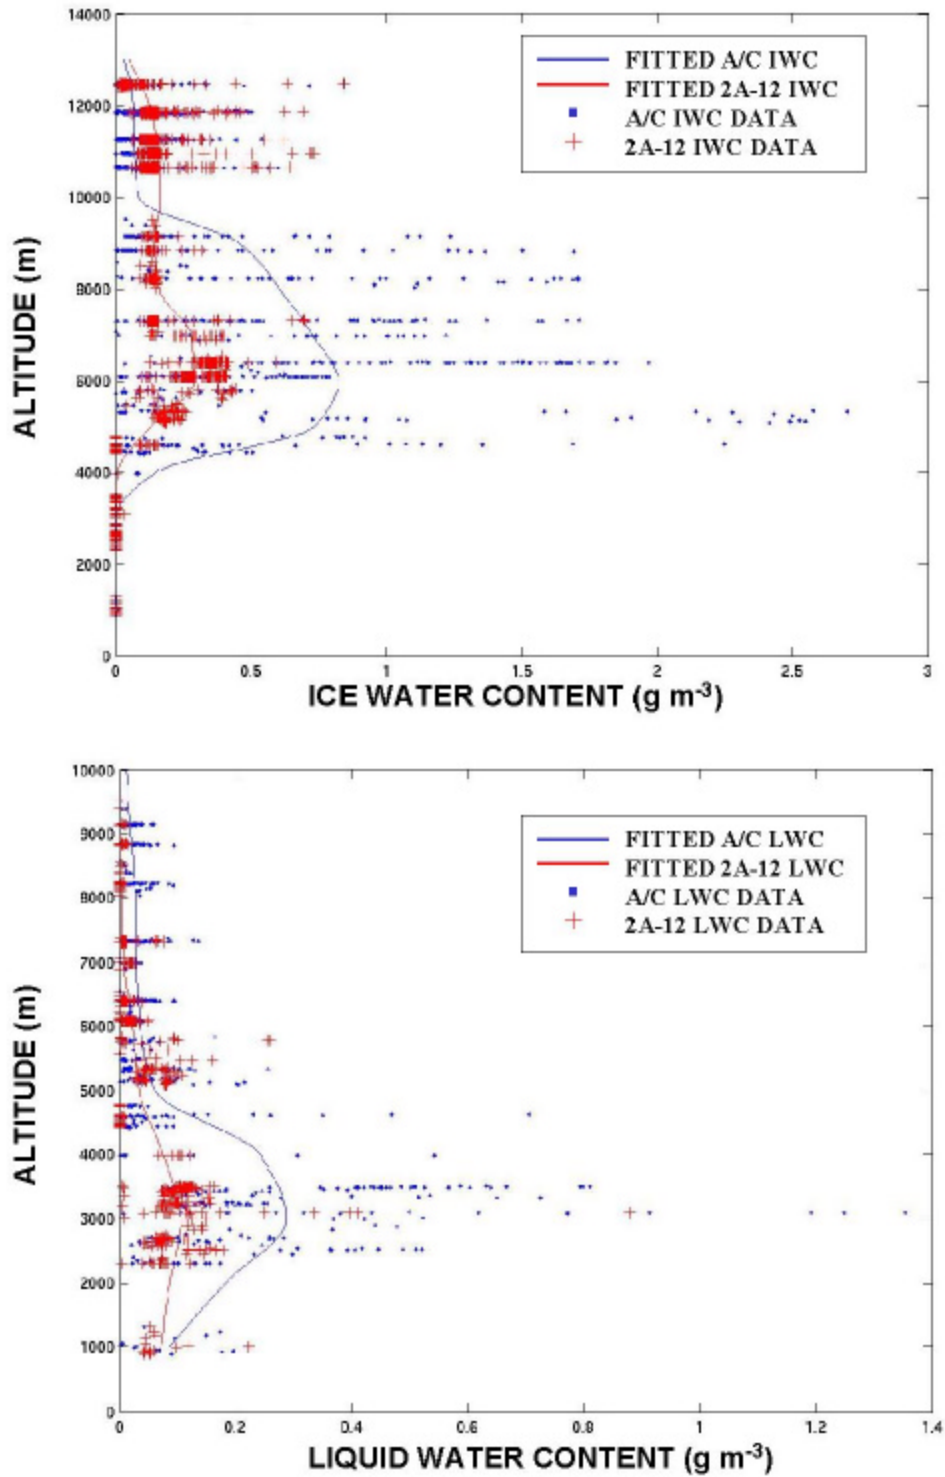 14000
12000
10000
8000
6000
4000
2000
0
ALTITUDE (m)
FITTED A/C IWC
FITTED 2A-12 IWC
A/C IWC DATA
2A-12 IWC DATA
0 0.5 1 1.5 2 2.5 3
ICE WATER CONTENT (g m-3)
10000
9000
8000
7000
6000
5000
4000
3000
2000
1000
0
ALTITUDE (m)
FITTED A/C LWC
FITTED 2A-12 LWC
A/C LWC DATA
2A-12 LWC DATA
0 0.2 0.4 0.6 0.8 1 1.2 1.4
LIQUID WATER CONTENT (g m-3)